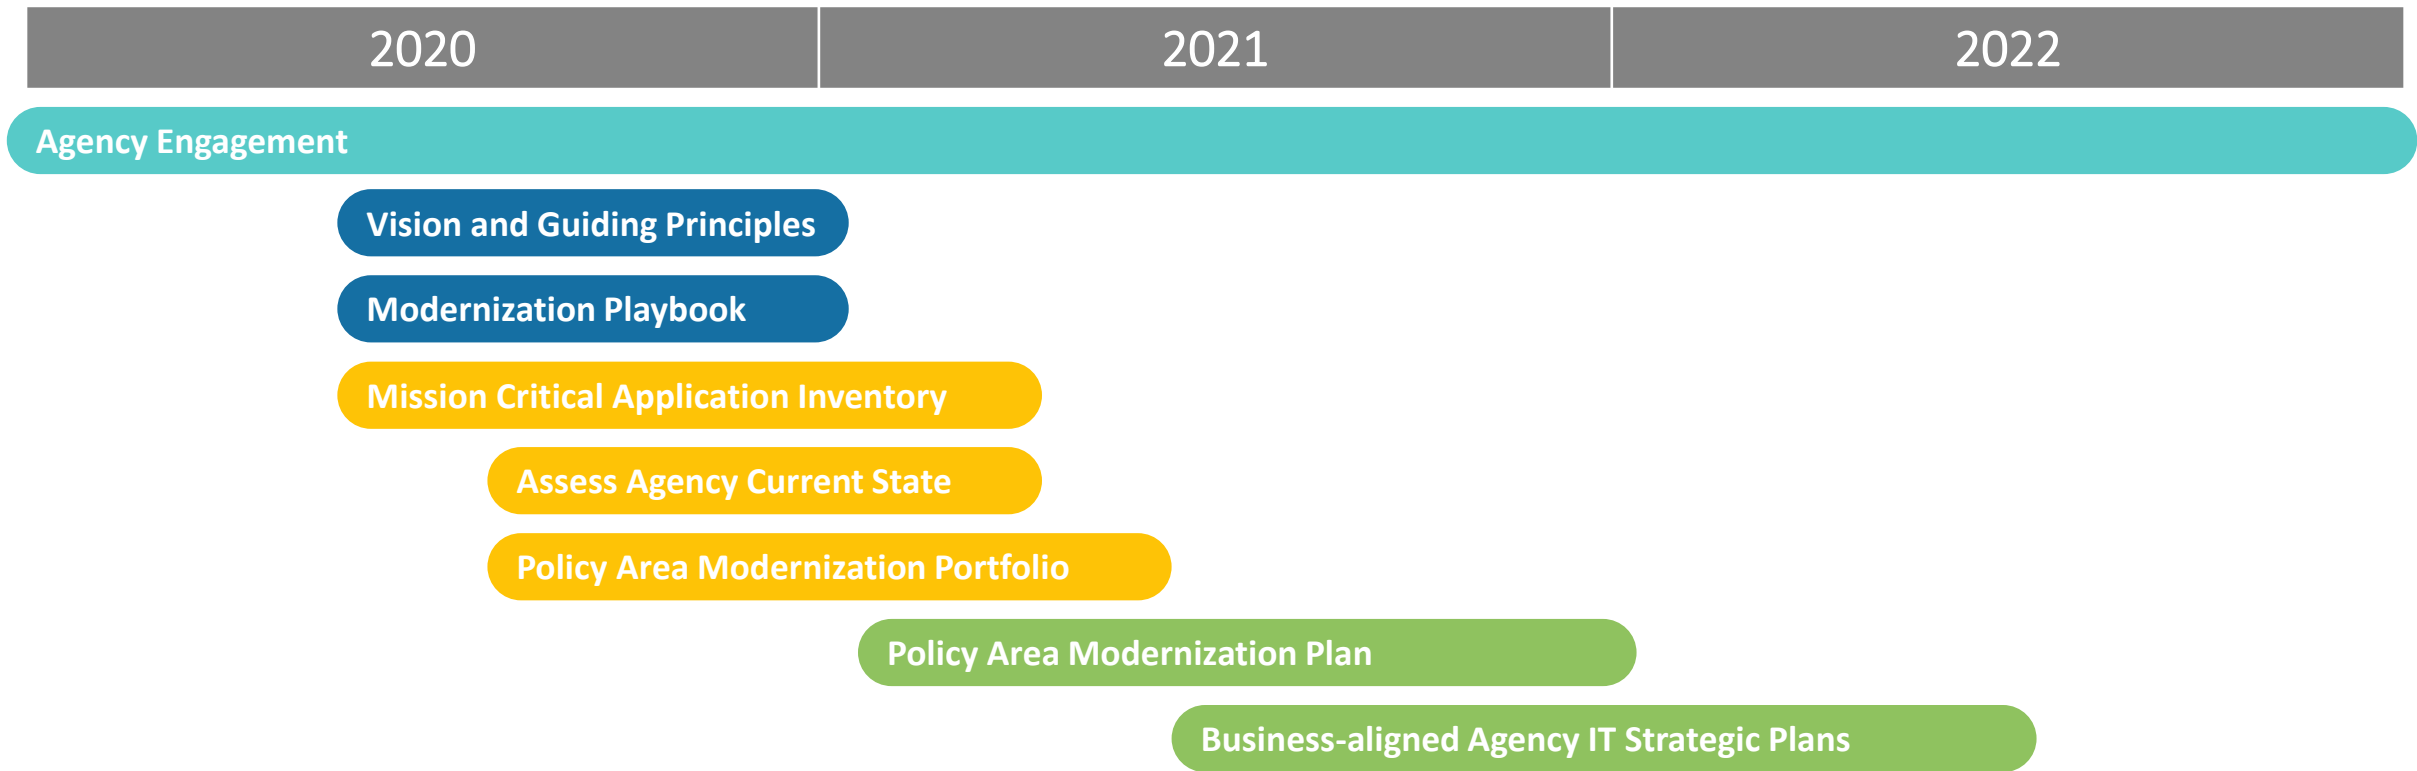 2020 2021 2022
Agency Engagement
Vision and Guiding Principles
Modernization Playbook
Mission Critical Application Inventory
Assess Agency Current State
Policy Area Modernization Portfolio
Policy Area Modernization Plan
Business-aligned Agency IT Strategic Plans